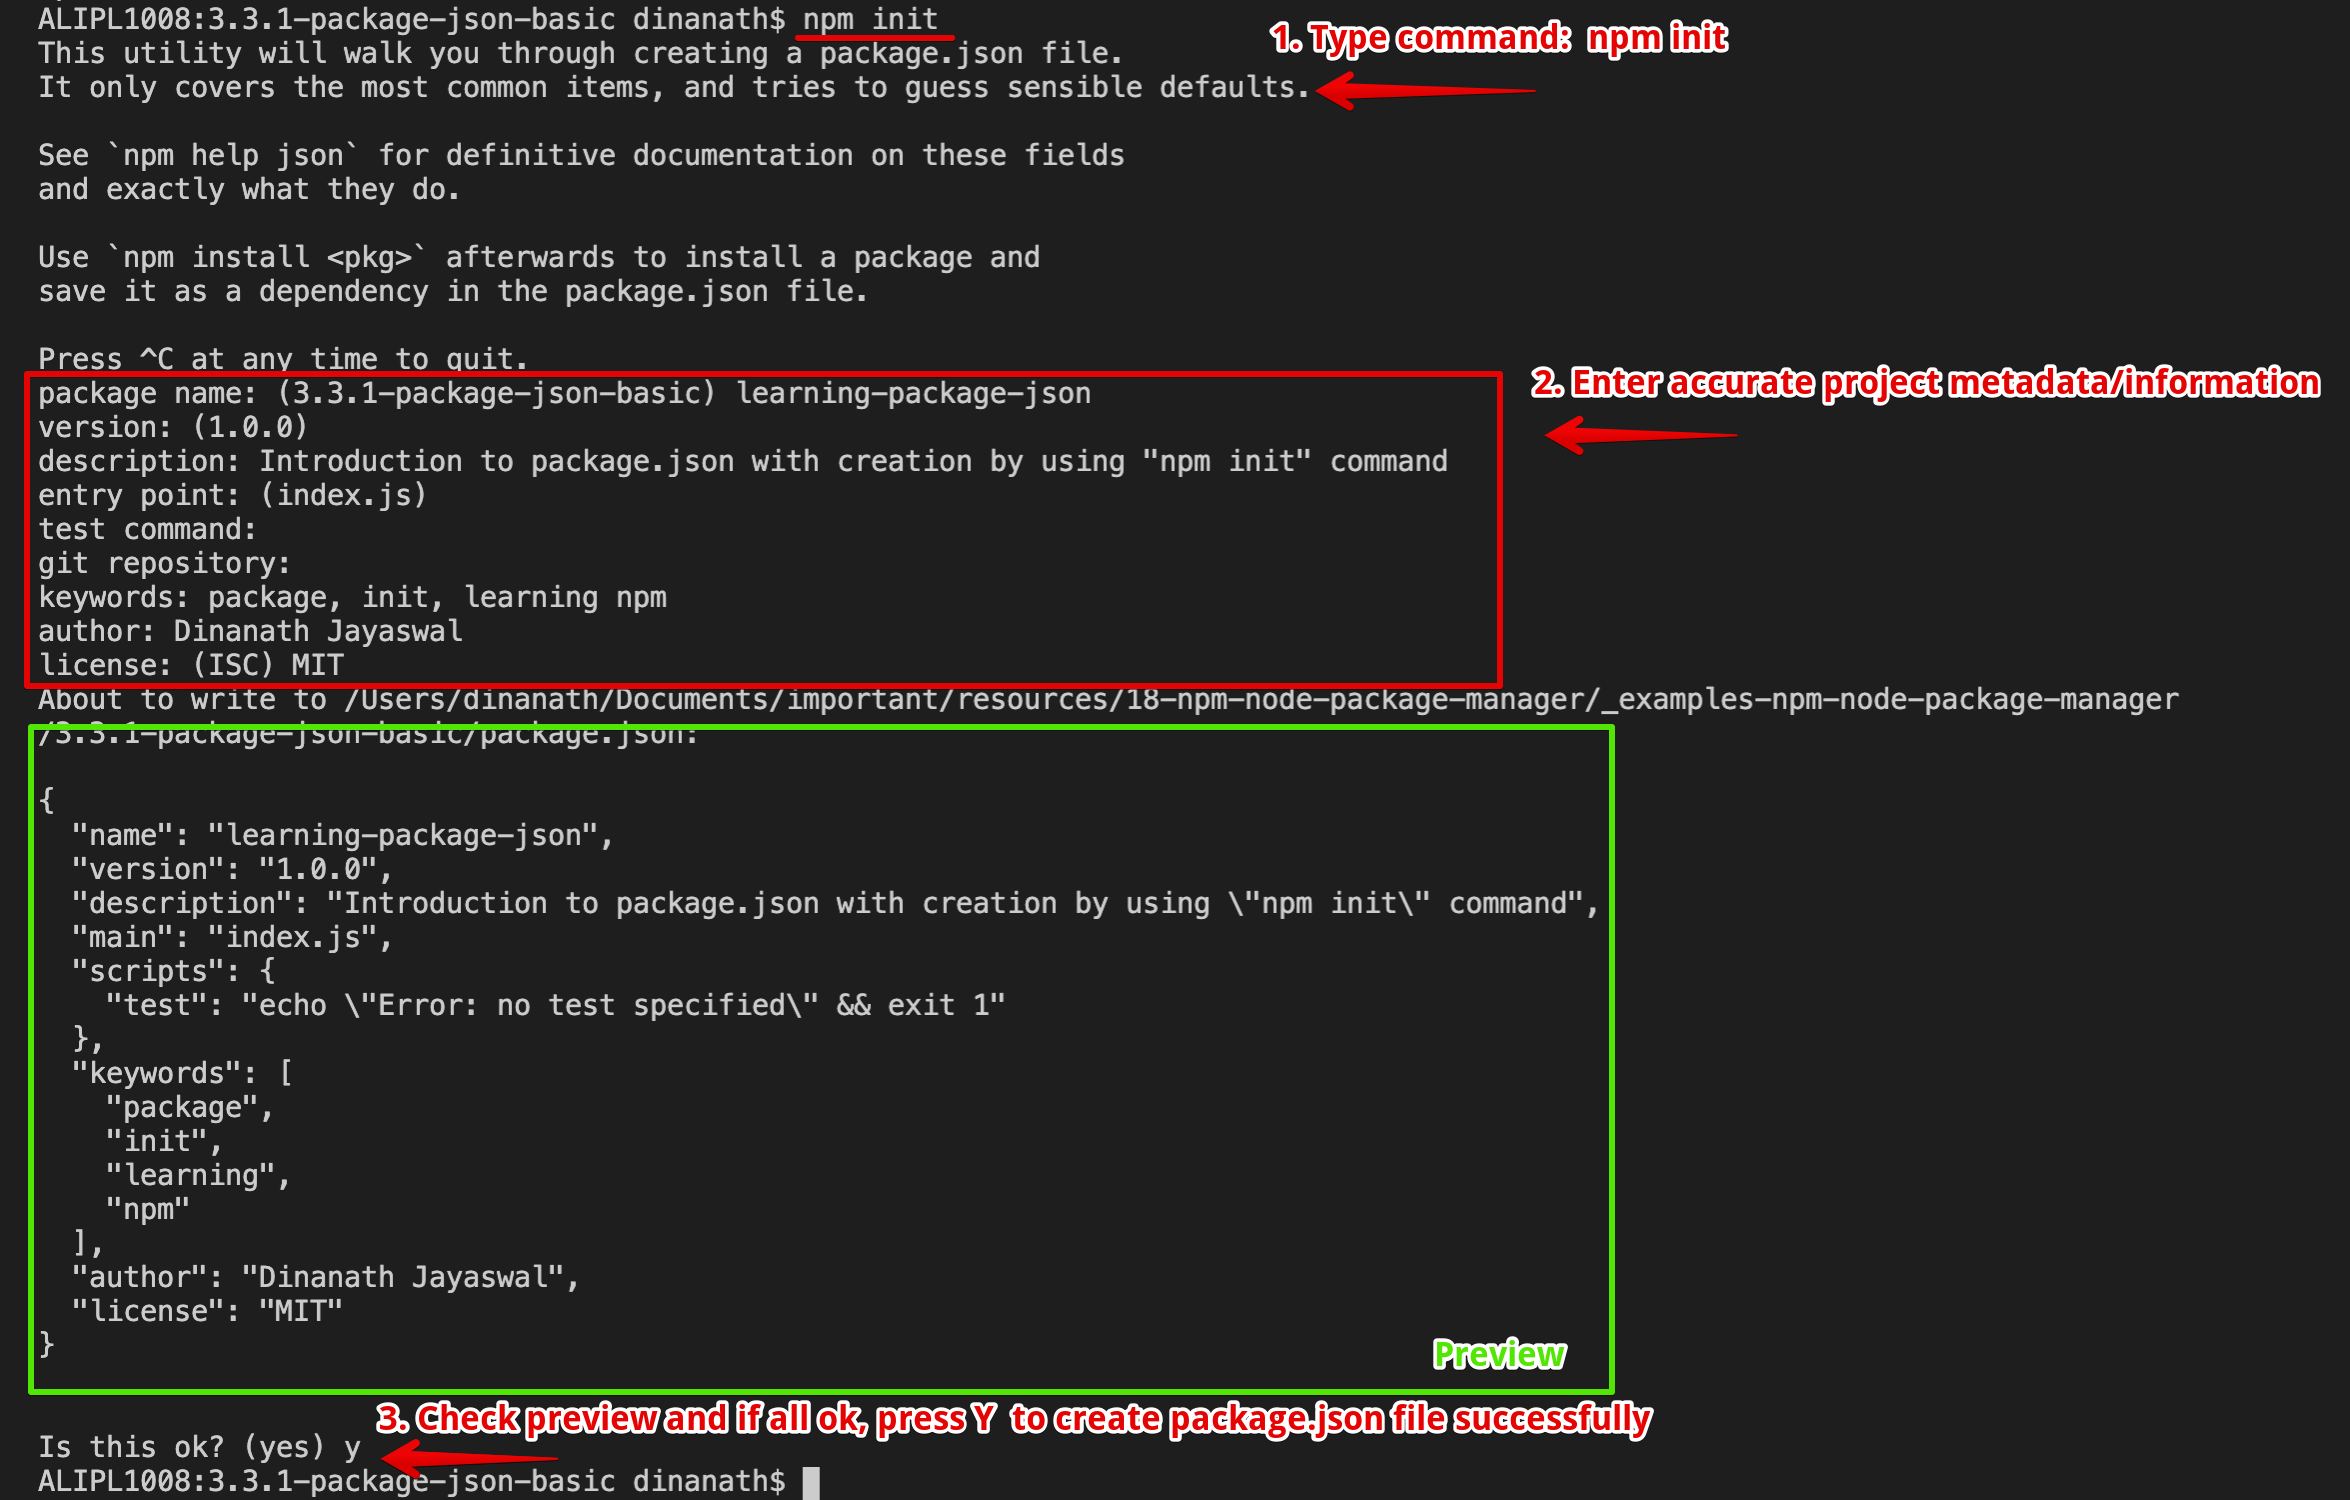 ALIPL1008:3.3.1-package-json-basic dinanath$ npm init
1. Type command:  npm init
This utility will walk you through creating a package.json file.
It only covers the most common items, and tries to guess sensible defaults.

See `npm help json` for definitive documentation on these fields
and exactly what they do.

Use `npm install <pkg>` afterwards to install a package and
save it as a dependency in the package.json file.

Press ^C at any time to quit.
2. Enter accurate project metadata/information
package name: (3.3.1-package-json-basic) learning-package-json
version: (1.0.0)
description: Introduction to package.json with creation by using "npm init" command
entry point: (index.js)
test command:
git repository:
keywords: package, init, learning npm
author: Dinanath Jayaswal
license: (ISC) MIT
About to write to /Users/dinanath/Documents/important/resources/18-npm-node-package-manager/_examples-npm-node-package-manager
/3.3.1-package-json-basic/package.json:

{
  "name": "learning-package-json",
  "version": "1.0.0",
  "description": "Introduction to package.json with creation by using \"npm init\" command",
  "main": "index.js",
  "scripts": {
    "test": "echo \"Error: no test specified\" && exit 1"
  },
  "keywords": [
    "package",
    "init",
    "learning",
    "npm"
  ],
  "author": "Dinanath Jayaswal",
  "license": "MIT"
}
Preview
3. Check preview and if all ok, press Y  to create package.json file successfully
Is this ok? (yes) y
ALIPL1008:3.3.1-package-json-basic dinanath$